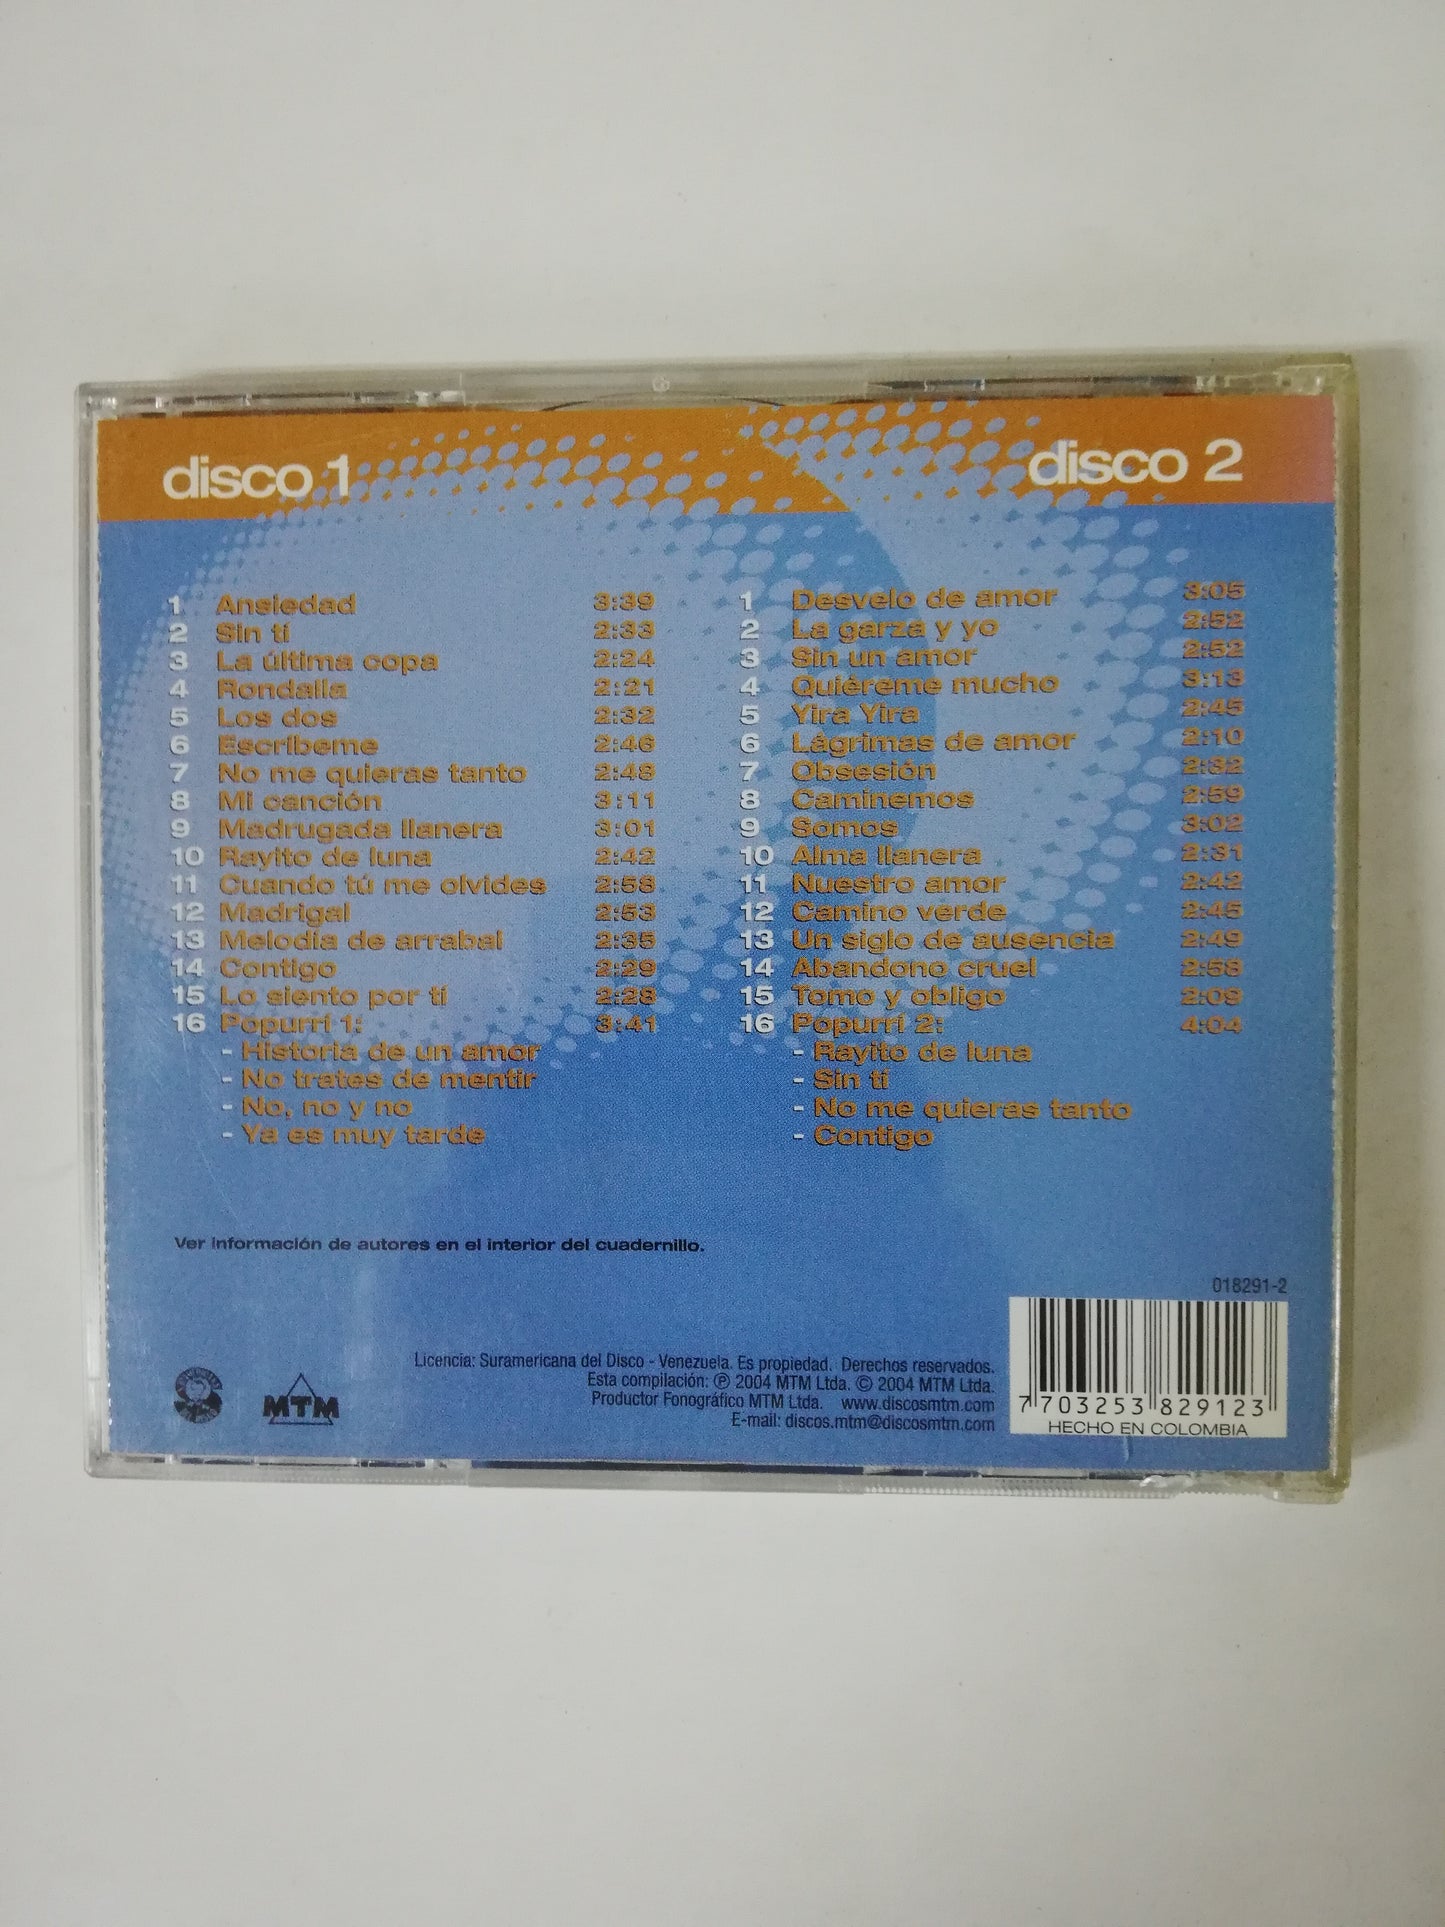 disco 1
1 Ansiedad 3:39
2 Sin tí 2:33
3 La última copa 2:24
4 Rondalla 2:21
5 Los dos 2:32
6 Escríbeme 2:46
7 No me quieras tanto 2:48
8 Mi canción 3:11
9 Madrugada llanera 3:01
10 Rayito de luna 2:42
11 Cuando tú me olvides 2:58
12 Madrigal 2:53
13 Melodía de arrabal 2:35
14 Contigo 2:29
15 Lo siento por tí 2:28
16 Popurrí 1: 3:41
- Historia de un amor
- No trates de mentir
- No, no y no
- Ya es muy tarde
disco 2
1 Desvelo de amor 3:05
2 La garza y yo 2:52
3 Sin un amor 2:52
4 Quiéreme mucho 3:13
5 Yira Yira 2:45
6 Lágrimas de amor 2:10
7 Obsesión 2:32
8 Caminemos 2:59
9 Somos 3:02
10 Alma llanera 2:31
11 Nuestro amor 2:42
12 Camino verde 2:45
13 Un siglo de ausencia 2:49
14 Abandono cruel 2:58
15 Tomo y obligo 2:09
16 Popurrí 2: 4:04
- Rayito de luna
- Sin tí
- No me quieras tanto
- Contigo
Ver información de autores en el interior del cuadernillo.
018291-2
MTM
Licencia: Suramericana del Disco - Venezuela. Es propiedad. Derechos reservados.
Esta compilación: ℗ 2004 MTM Ltda. © 2004 MTM Ltda.
Productor Fonográfico MTM Ltda. www.discosmtm.com
E-mail: discos.mtm@discosmtm.com
7 703253 829123
HECHO EN COLOMBIA